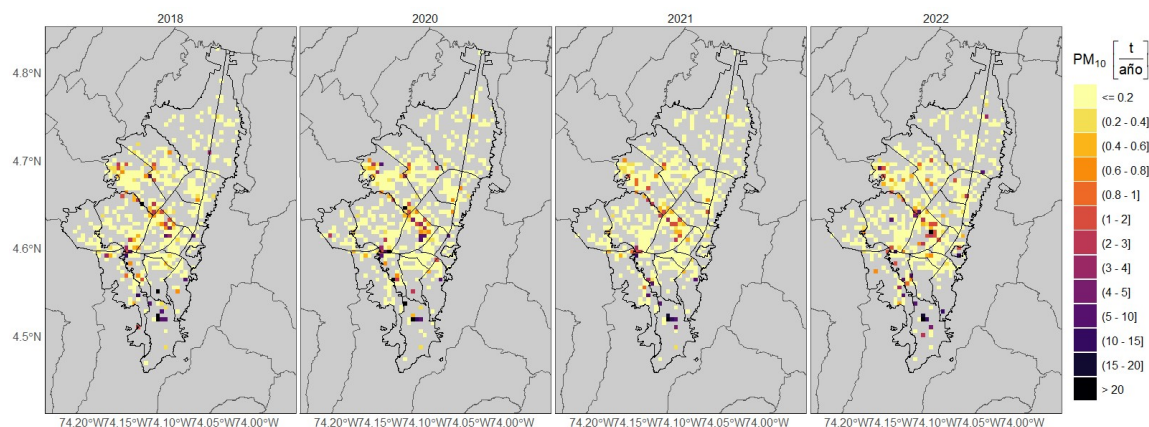 2018 2020 2021 2022
4.8°N
4.7°N
4.6°N
4.5°N
74.20°W74.15°W74.10°W74.05°W74.00°W 74.20°W74.15°W74.10°W74.05°W74.00°W 74.20°W74.15°W74.10°W74.05°W74.00°W 74.20°W74.15°W74.10°W74.05°W74.00°W
PM₁₀ [t/año]
<= 0.2
(0.2 - 0.4]
(0.4 - 0.6]
(0.6 - 0.8]
(0.8 - 1]
(1 - 2]
(2 - 3]
(3 - 4]
(4 - 5]
(5 - 10]
(10 - 15]
(15 - 20]
> 20